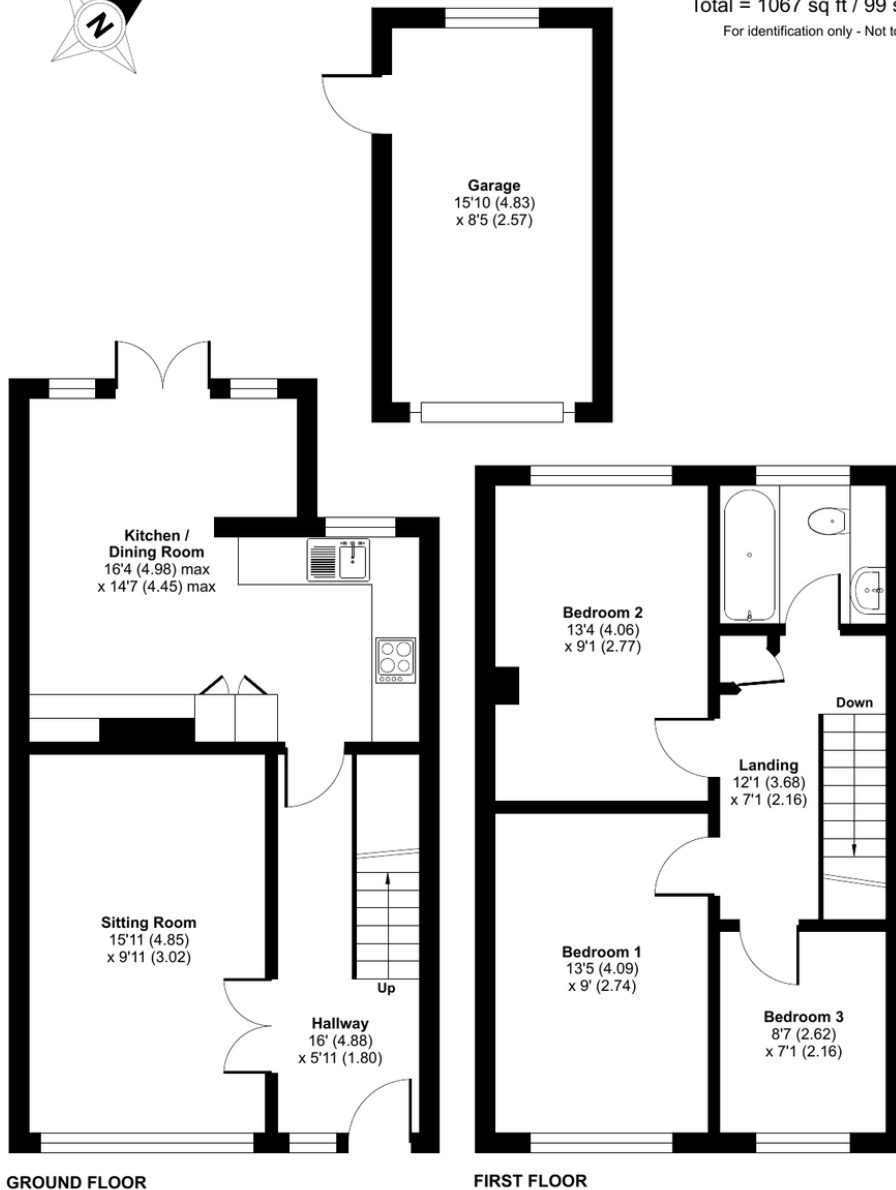 N
Total = 1067 sq ft / 99
For identification only - Not
Garage
15'10 (4.83)
x 8'5 (2.57)
Kitchen /
Dining Room
16'4 (4.98) max
x 14'7 (4.45) max
Sitting Room
15'11 (4.85)
x 9'11 (3.02)
Up
Hallway
16' (4.88)
x 5'11 (1.80)
GROUND FLOOR
Bedroom 2
13'4 (4.06)
x 9'1 (2.77)
Down
Landing
12'1 (3.68)
x 7'1 (2.16)
Bedroom 1
13'5 (4.09)
x 9' (2.74)
Bedroom 3
8'7 (2.62)
x 7'1 (2.16)
FIRST FLOOR